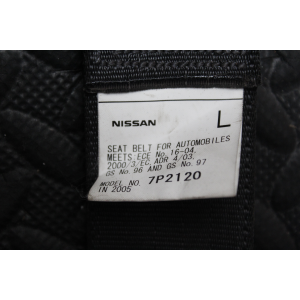 NISSAN L
SEAT BELT FOR AUTOMOBILES
MEETS ECE No. 16-04.
2000/3/EC, ADR 4/03.
GS No. 96 AND GS No. 97
MODEL NO. 7P2120
IN 2005